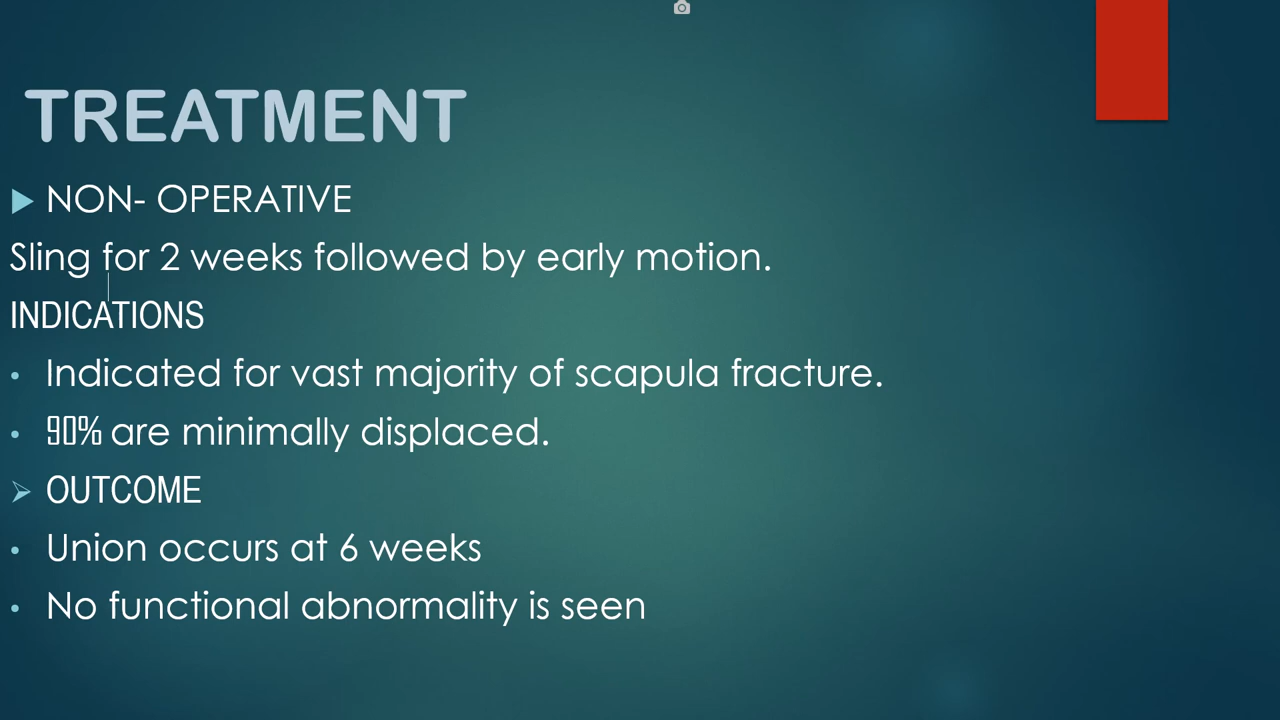 TREATMENT
NON- OPERATIVE
Sling for 2 weeks followed by early motion.
INDICATIONS
Indicated for vast majority of scapula fracture.
90% are minimally displaced.
OUTCOME
Union occurs at 6 weeks
No functional abnormality is seen